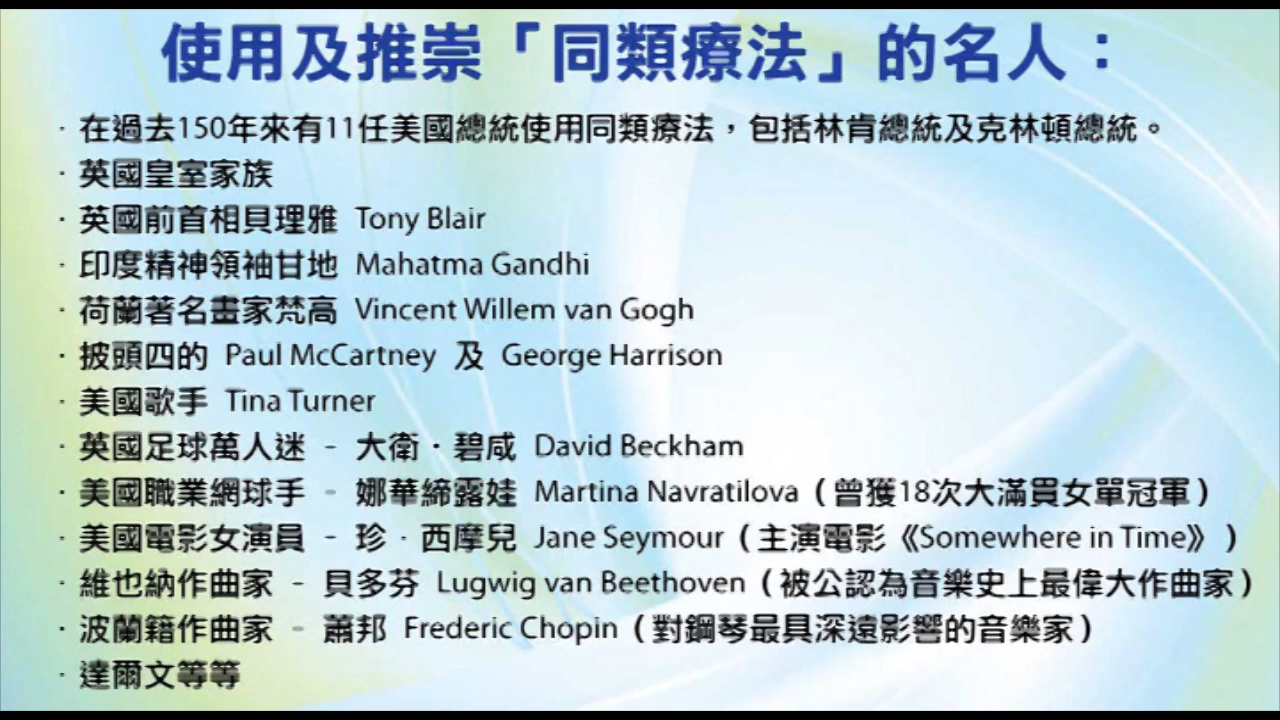 使用及推崇「同類療法」的名人：
· 在過去150年來有11任美國總統使用同類療法，包括林肯總統及克林頓總統。
· 英國皇室家族
· 英國前首相貝理雅 Tony Blair
· 印度精神領袖甘地 Mahatma Gandhi
· 荷蘭著名畫家梵高 Vincent Willem van Gogh
· 披頭四的 Paul McCartney 及 George Harrison
· 美國歌手 Tina Turner
· 英國足球萬人迷 - 大衛·碧咸 David Beckham
· 美國職業網球手 - 娜華締露娃 Martina Navratilova（曾獲18次大滿買女單冠軍）
· 美國電影女演員 - 珍·西摩兒 Jane Seymour（主演電影《Somewhere in Time》）
· 維也納作曲家 - 貝多芬 Lugwig van Beethoven（被公認為音樂史上最偉大作曲家）
· 波蘭籍作曲家 - 蕭邦 Frederic Chopin（對鋼琴最具深遠影響的音樂家）
· 達爾文等等